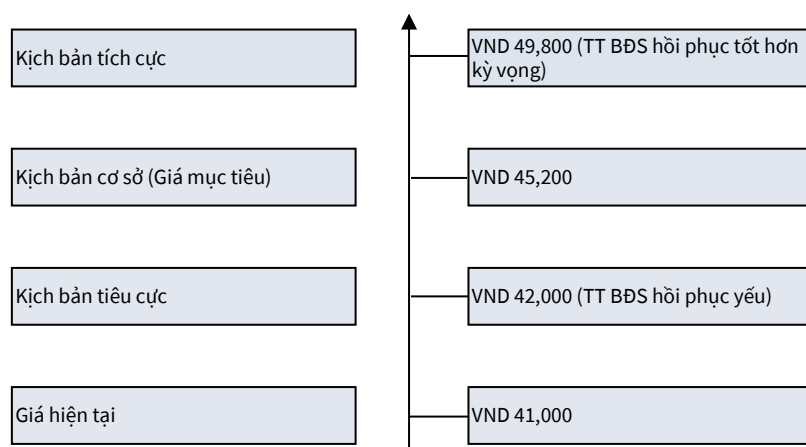 Kịch bản tích cực
VND 49,800 (TT BĐS hồi phục tốt hơn
kỳ vọng)
Kịch bản cơ sở (Giá mục tiêu)
VND 45,200
Kịch bản tiêu cực
VND 42,000 (TT BĐS hồi phục yếu)
Giá hiện tại
VND 41,000